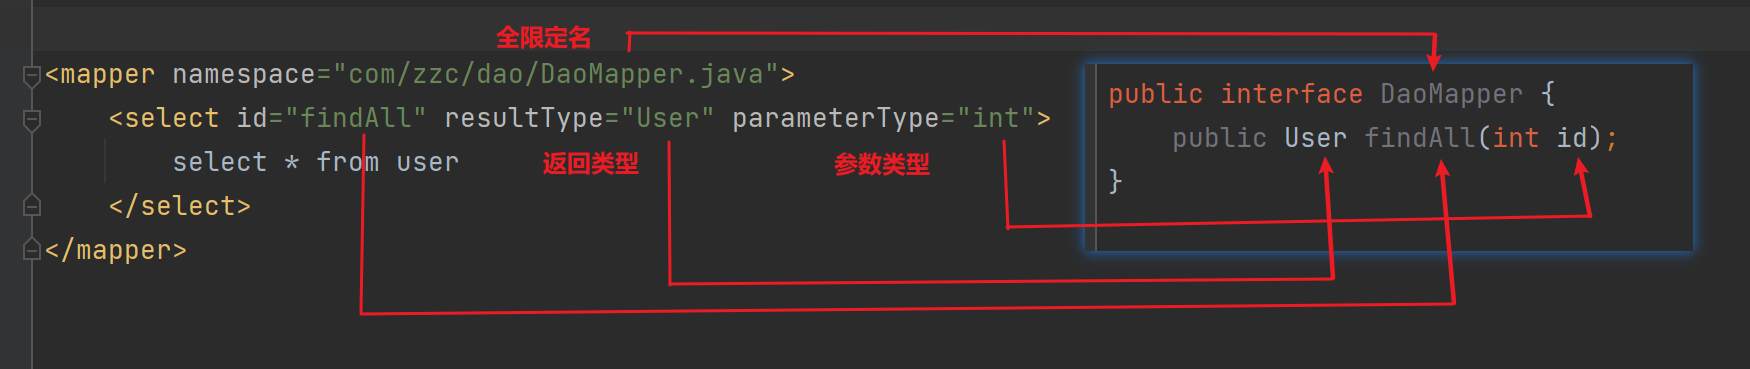 全限定名
<mapper namespace="com/zzc/dao/DaoMapper.java">
<select id="findAll" resultType="User" parameterType="int">
select * from user
返回类型
参数类型
</select>
</mapper>
public interface DaoMapper {
public User findAll(int id);
}